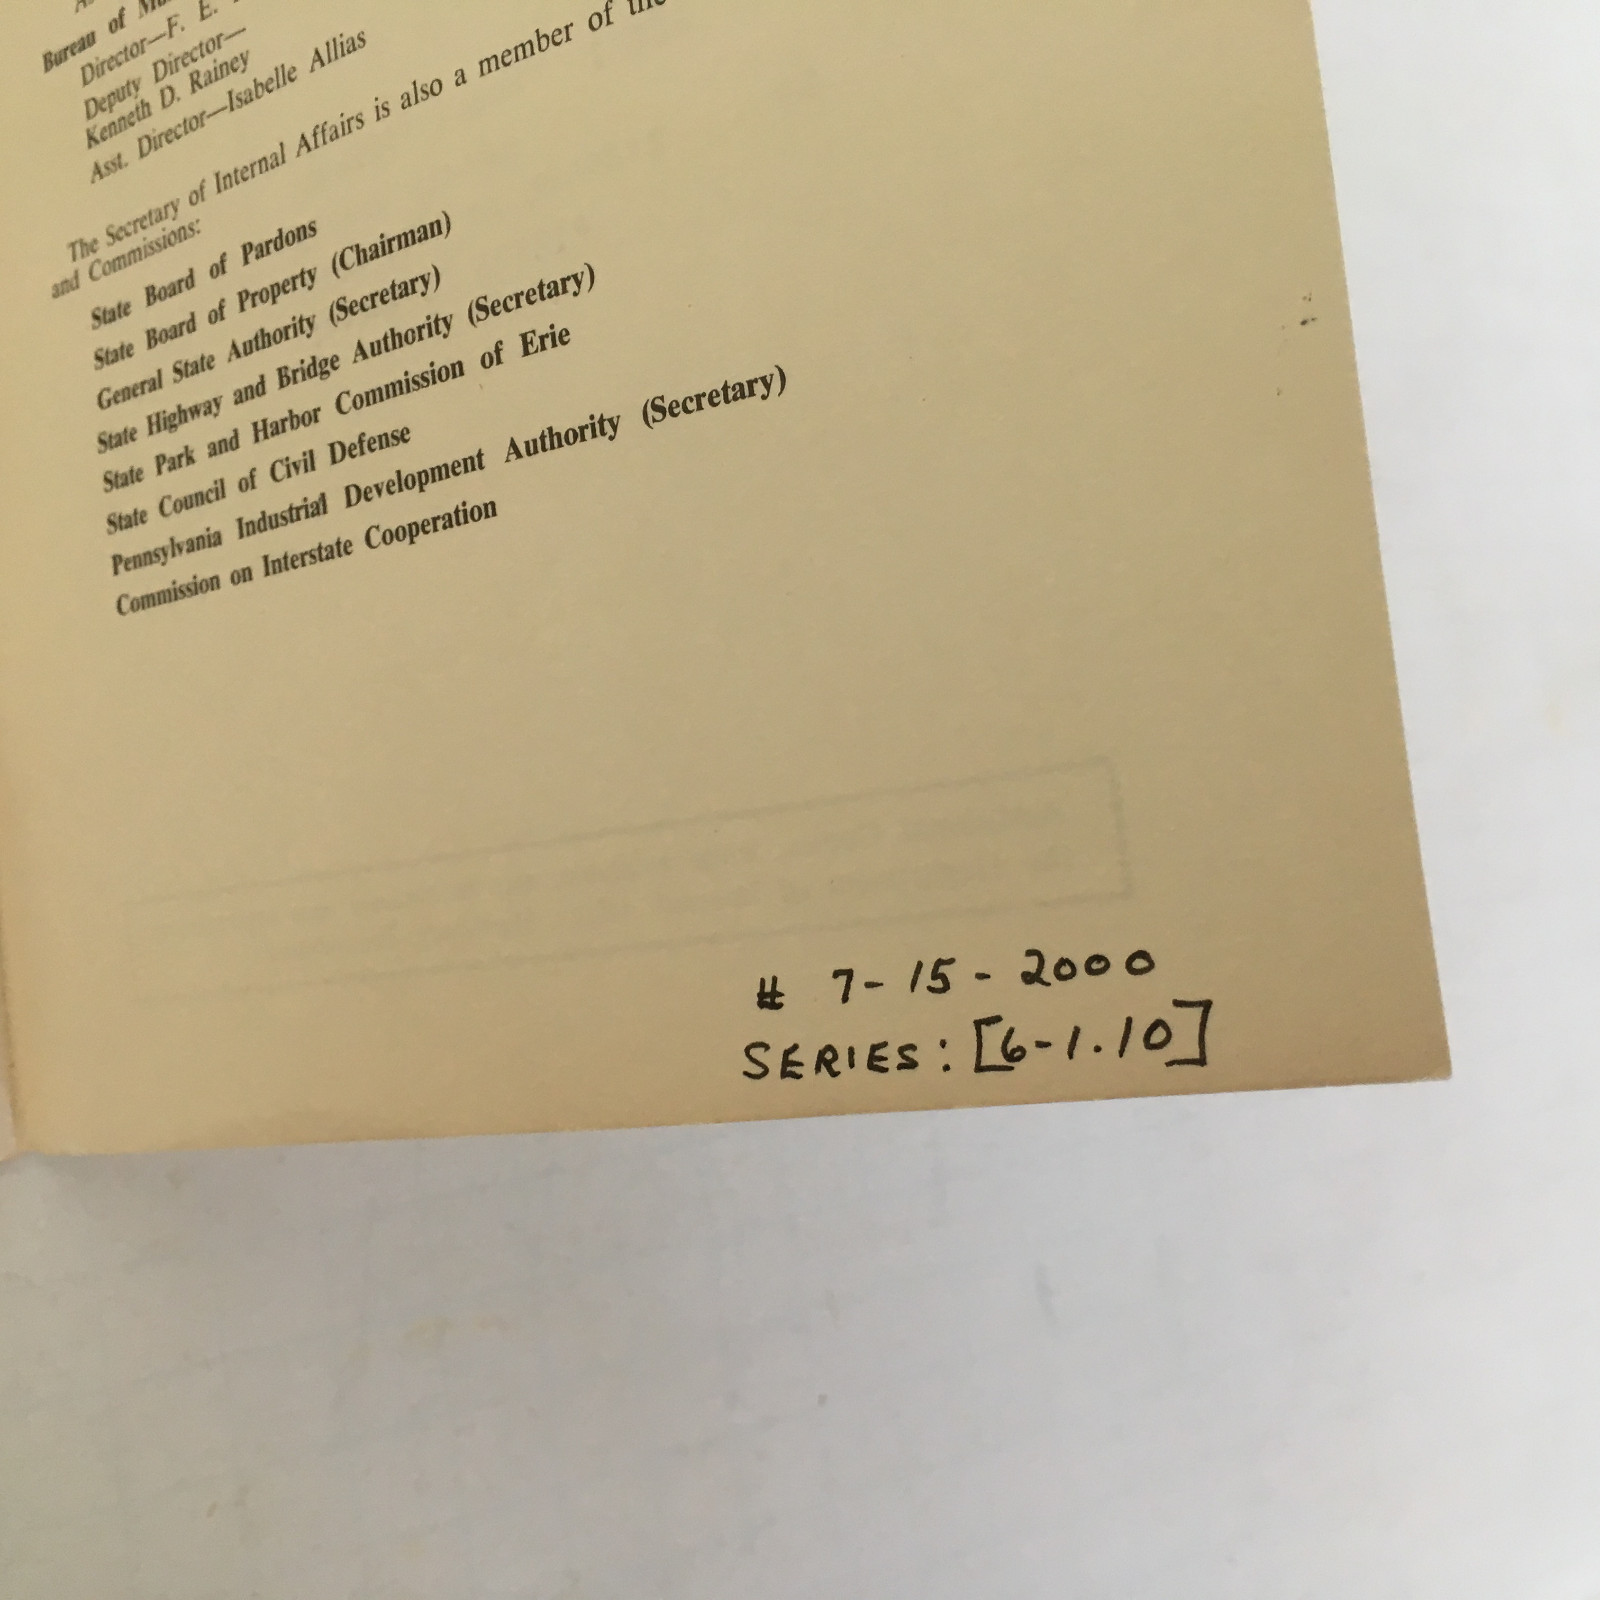 Bureau of
Director—F. E.
Deputy Director—
Kenneth D. Rainey
Asst. Director—Isabelle Allias
The Secretary of Internal Affairs is also a member of the
and Commissions:
State Board of Pardons
State Board of Property (Chairman)
General State Authority (Secretary)
State Highway and Bridge Authority (Secretary)
State Park and Harbor Commission of Erie
State Council of Civil Defense
Pennsylvania Industrial Development Authority (Secretary)
Commission on Interstate Cooperation
# 7-15-2000
SERIES: [6-1.10]